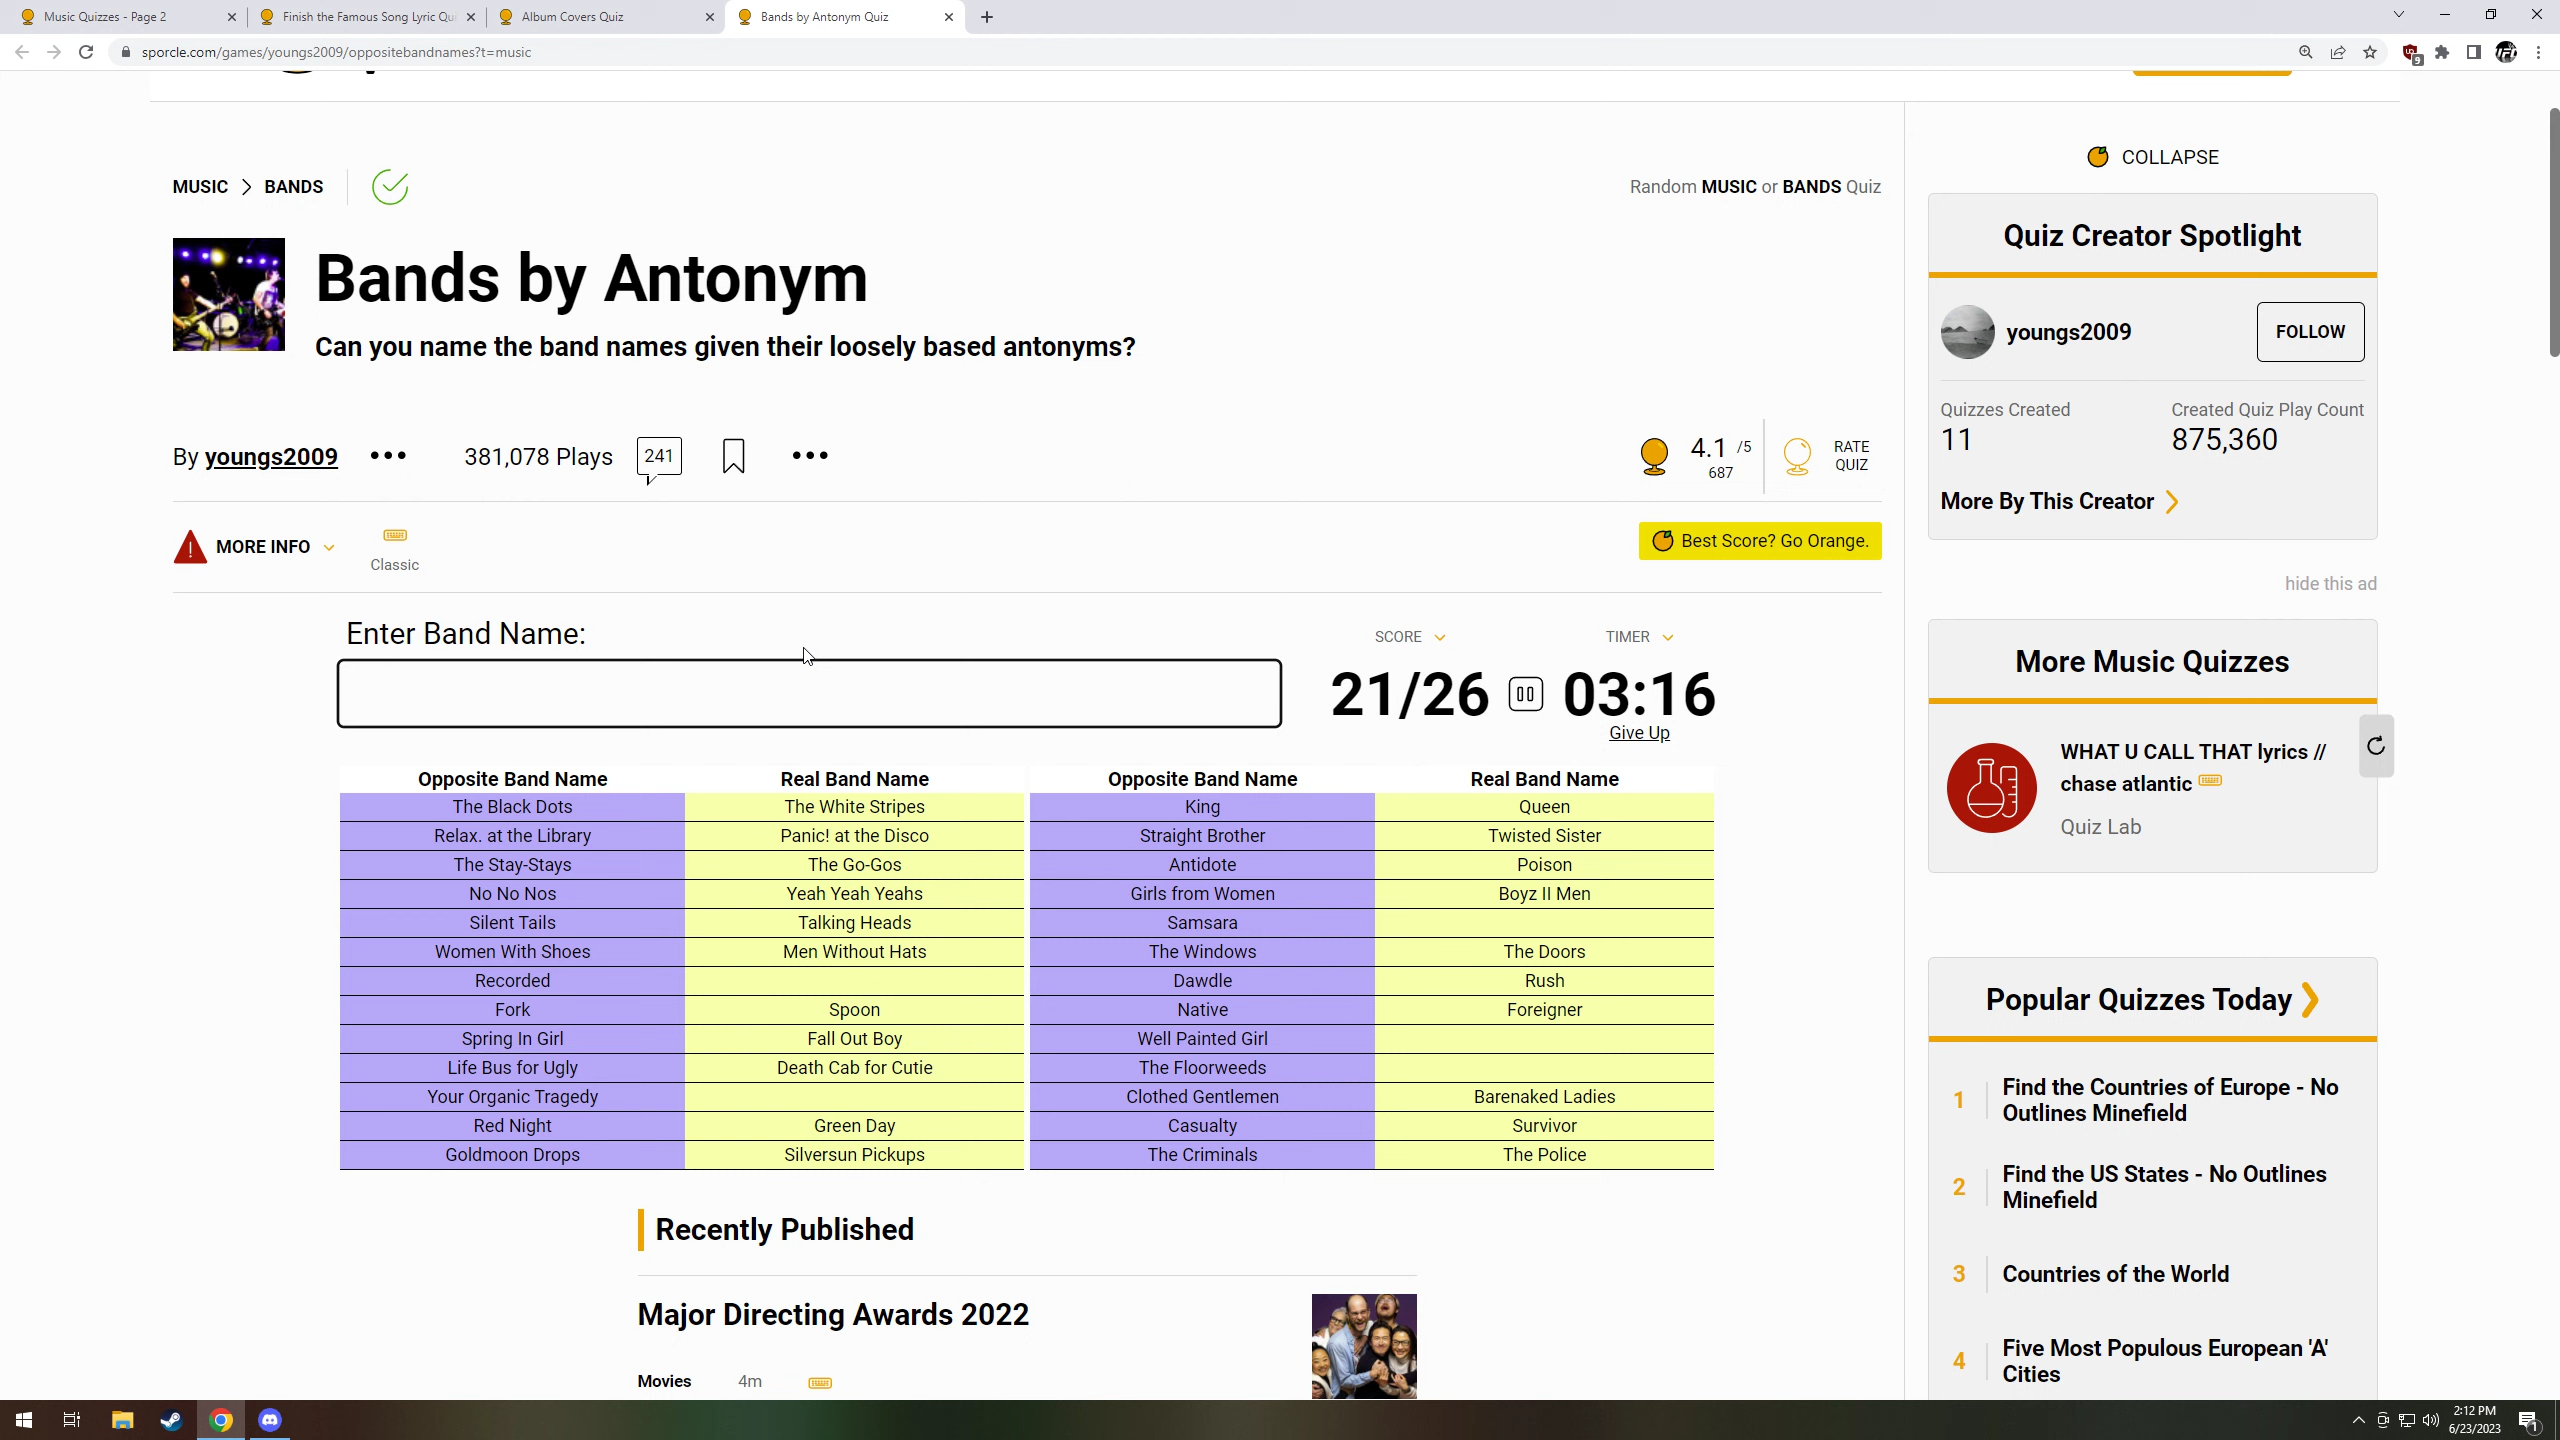 Music Quizzes - Page 2
Finish the Famous Song Lyric Qui
Album Covers Quiz
Bands by Antonym Quiz
sporcle.com/games/youngs2009/oppositebandnames?t=music
9
MUSIC > BANDS
Random MUSIC or BANDS Quiz
Bands by Antonym
Can you name the band names given their loosely based antonyms?
By youngs2009
381,078 Plays
241
4.1 /5
687
RATE
QUIZ
MORE INFO
Classic
Best Score? Go Orange.
Enter Band Name:
SCORE
TIMER
21/26
03:16
Give Up
Opposite Band Name Real Band Name Opposite Band Name Real Band Name
The Black Dots The White Stripes King Queen
Relax. at the Library Panic! at the Disco Straight Brother Twisted Sister
The Stay-Stays The Go-Gos Antidote Poison
No No Nos Yeah Yeah Yeahs Girls from Women Boyz II Men
Silent Tails Talking Heads Samsara
Women With Shoes Men Without Hats The Windows The Doors
Recorded Dawdle Rush
Fork Spoon Native Foreigner
Spring In Girl Fall Out Boy Well Painted Girl
Life Bus for Ugly Death Cab for Cutie The Floorweeds
Your Organic Tragedy Clothed Gentlemen Barenaked Ladies
Red Night Green Day Casualty Survivor
Goldmoon Drops Silversun Pickups The Criminals The Police
Recently Published
Major Directing Awards 2022
Movies 4m
COLLAPSE
Quiz Creator Spotlight
youngs2009
FOLLOW
Quizzes Created Created Quiz Play Count
11 875,360
More By This Creator
hide this ad
More Music Quizzes
WHAT U CALL THAT lyrics //
chase atlantic
Quiz Lab
Popular Quizzes Today
1 Find the Countries of Europe - No
Outlines Minefield
2 Find the US States - No Outlines
Minefield
3 Countries of the World
4 Five Most Populous European 'A'
Cities
2:12 PM
6/23/2023
1